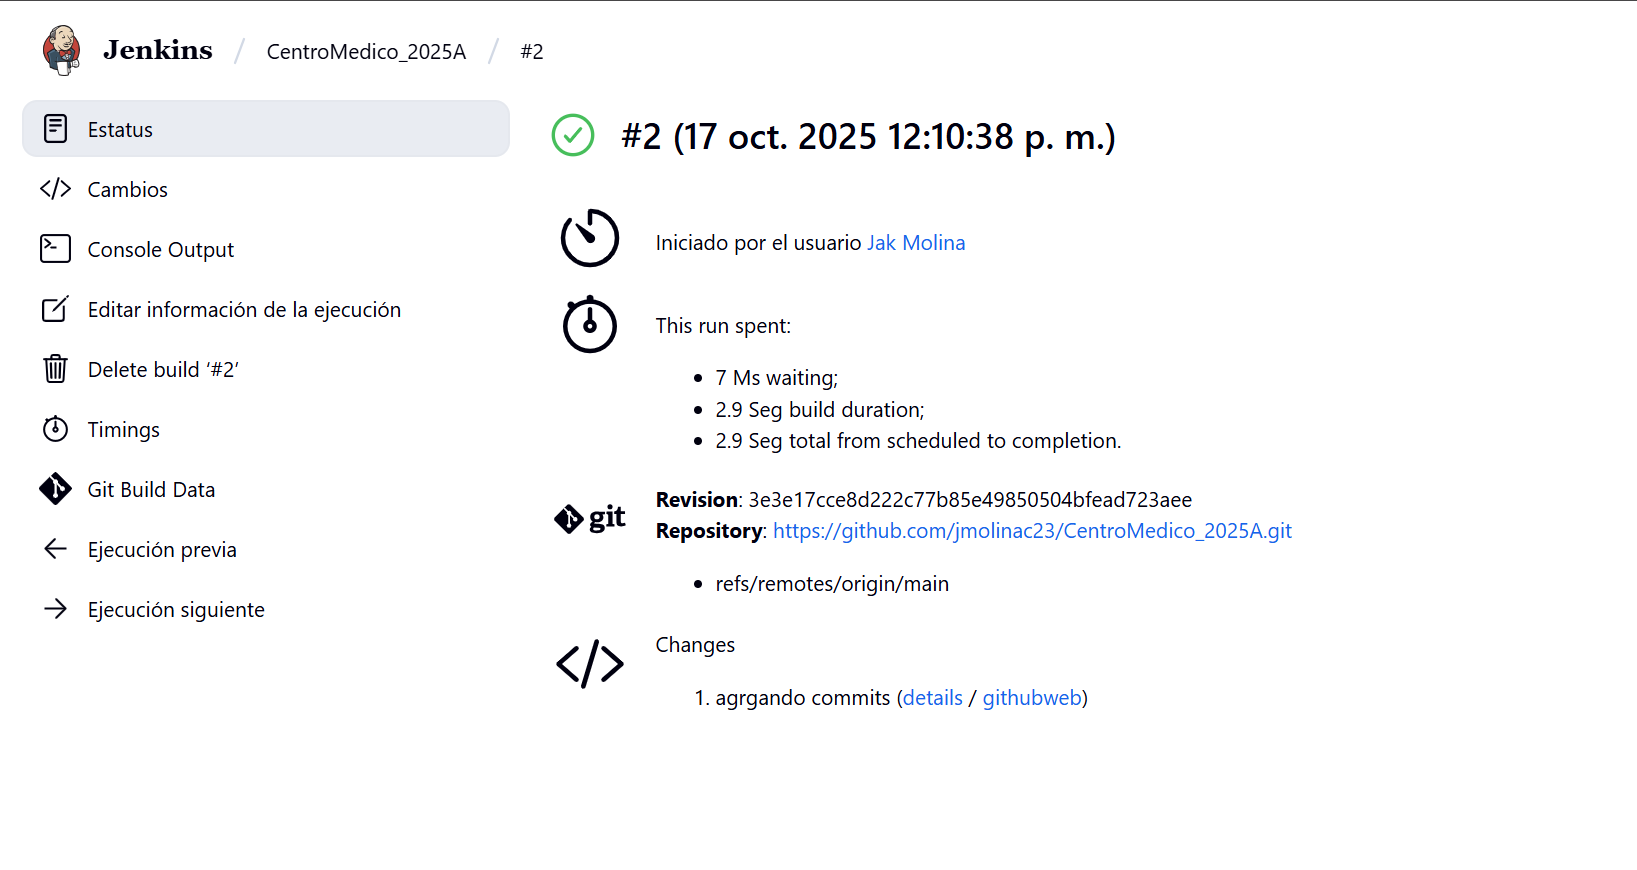 Jenkins / CentroMedico_2025A / #2
Estatus
Cambios
Console Output
Editar información de la ejecución
Delete build ‘#2’
Timings
Git Build Data
Ejecución previa
Ejecución siguiente
#2 (17 oct. 2025 12:10:38 p. m.)
Iniciado por el usuario Jak Molina
This run spent:
7 Ms waiting;
2.9 Seg build duration;
2.9 Seg total from scheduled to completion.
git
Revision: 3e3e17cce8d222c77b85e49850504bfead723aee
Repository: https://github.com/jmolinac23/CentroMedico_2025A.git
refs/remotes/origin/main
Changes
1. agrgando commits (details / githubweb)